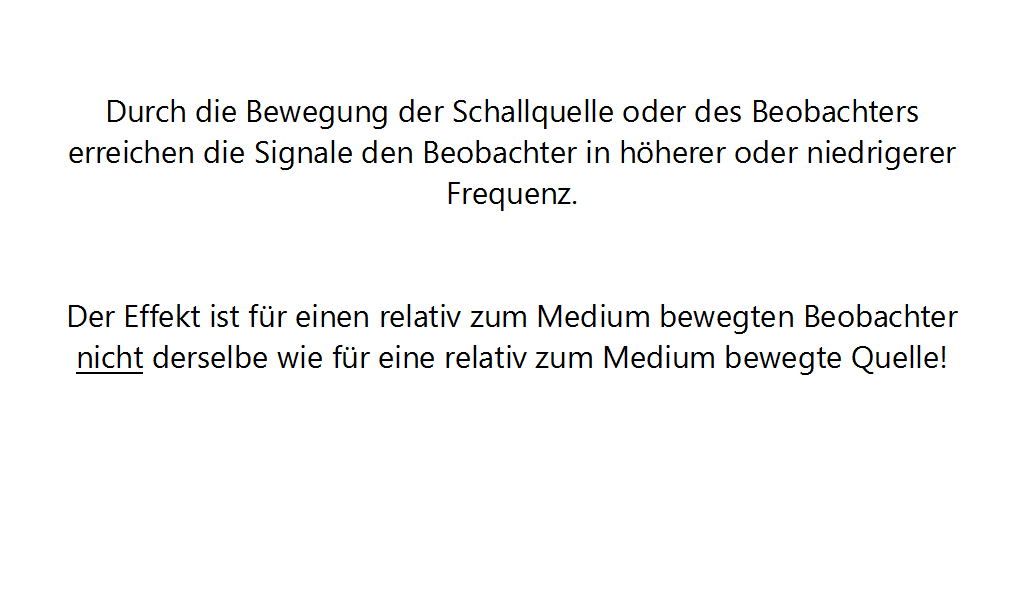 Durch die Bewegung der Schallquelle oder des Beobachters
erreichen die Signale den Beobachter in höherer oder niedrigerer
Frequenz.
Der Effekt ist für einen relativ zum Medium bewegten Beobachter
nicht derselbe wie für eine relativ zum Medium bewegte Quelle!